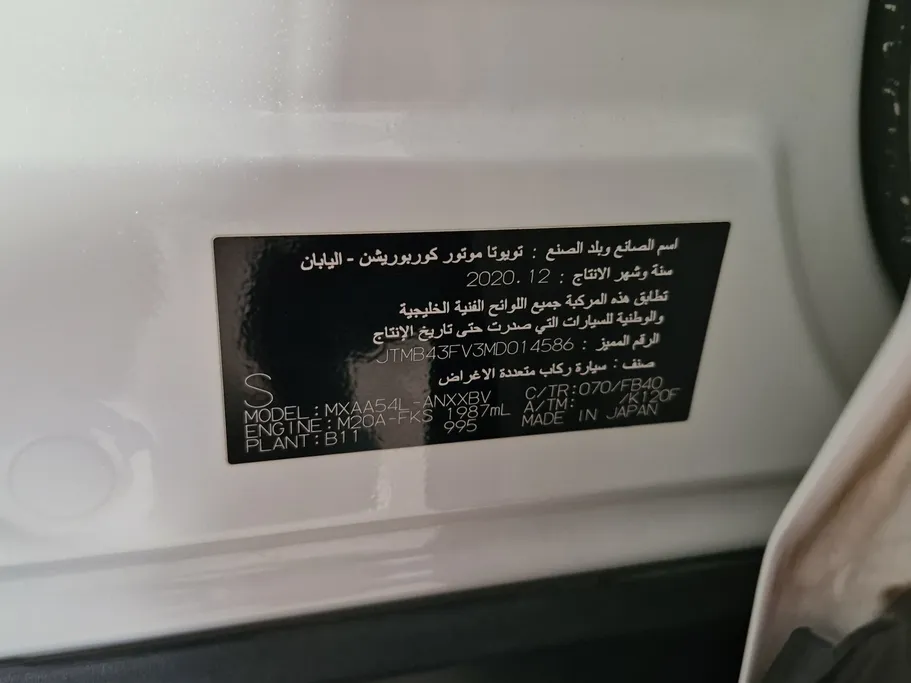 اسم الصانع وبلد الصنع : تويوتا موتور كوربوريشن - اليابان
سنة وشهر الانتاج : 2020.12
تطابق هذه المركبة جميع اللوائح الفنية الخليجية
والوطنية للسيارات التي صدرت حتى تاريخ الإنتاج
الرقم المميز : JTMB43FV3MD014586
صنف : سيارة ركاب متعددة الاغراض
S
MODEL:MXAA54L-ANXXBV C/TR:070/FB40
ENGINE:M20A-FKS 1987mL A/TM: /K120F
PLANT:B11 995 MADE IN JAPAN